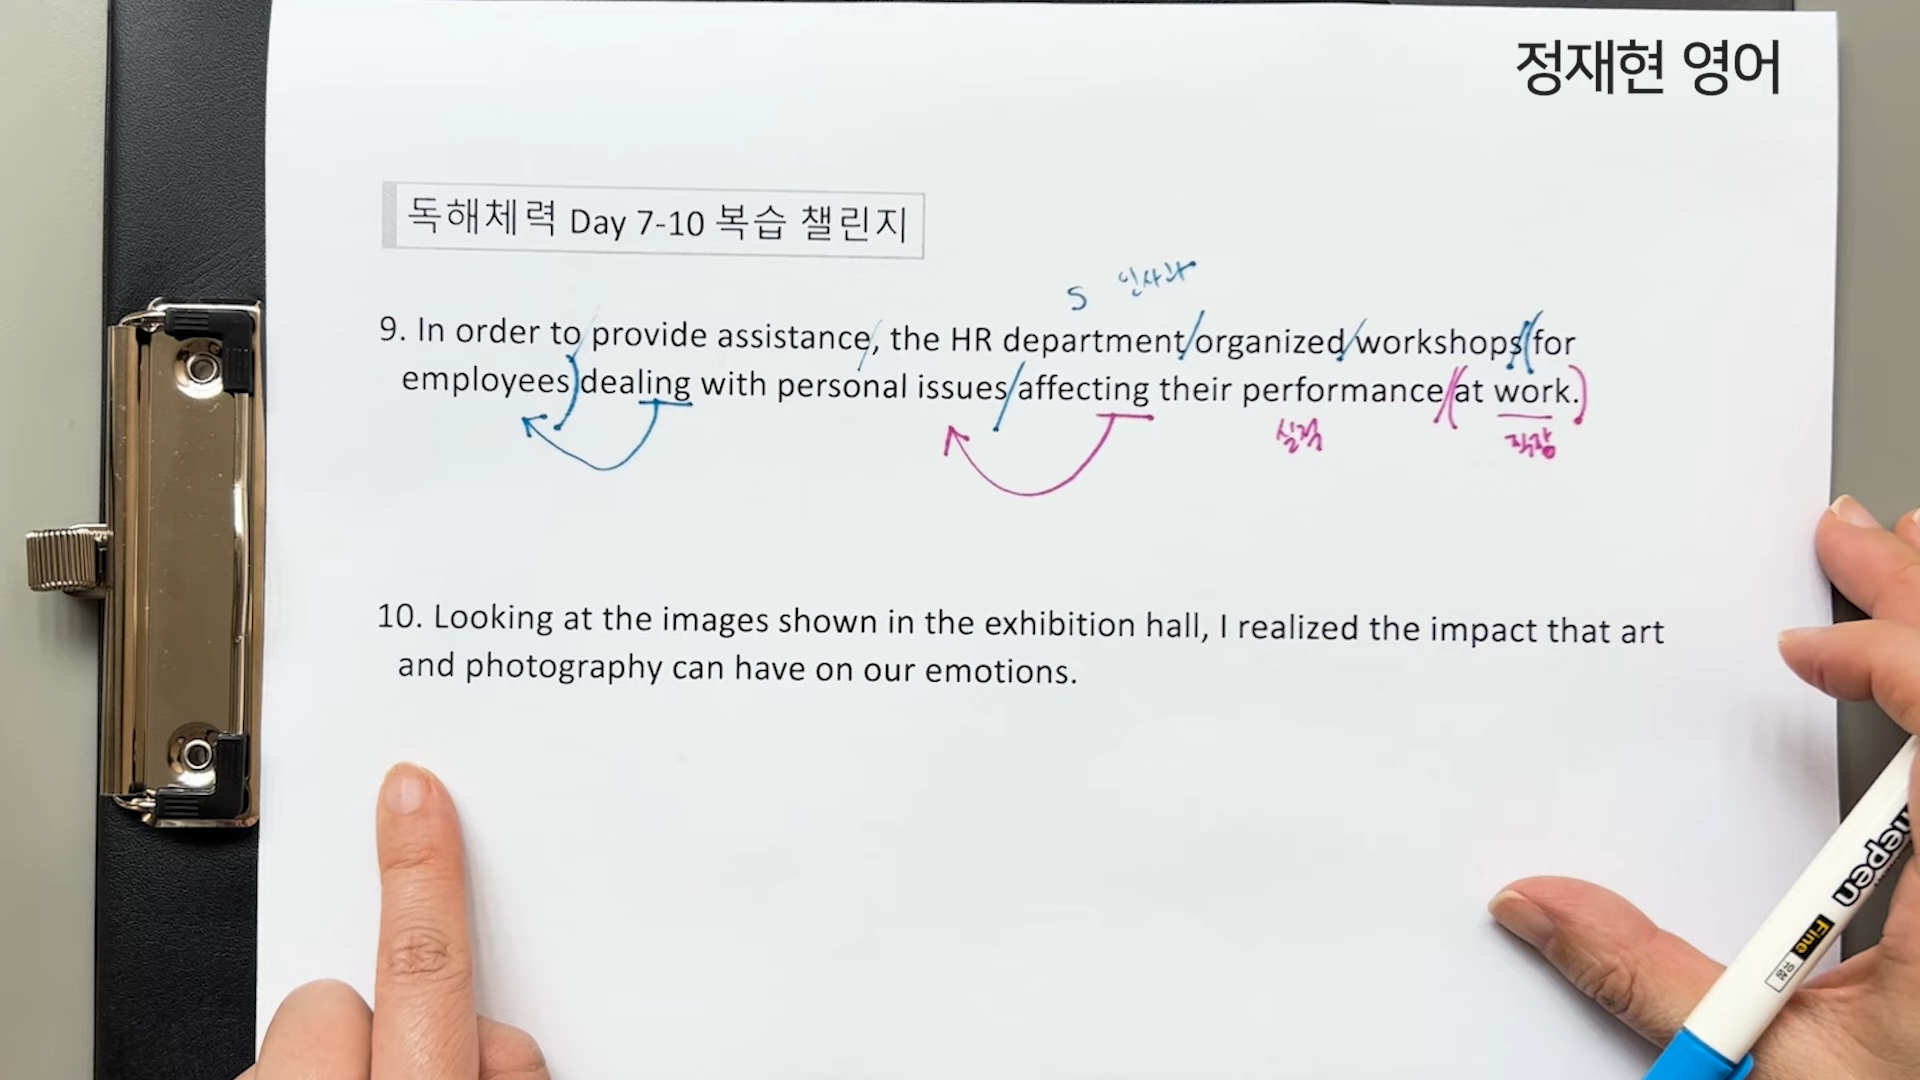 정재현 영어
독해체력 Day 7-10 복습 챌린지
S 인사과
9. In order to provide assistance, the HR department organized workshops for
employees dealing with personal issues affecting their performance at work.
실적 직장
10. Looking at the images shown in the exhibition hall, I realized the impact that art
and photography can have on our emotions.
nepen
Fine
유성